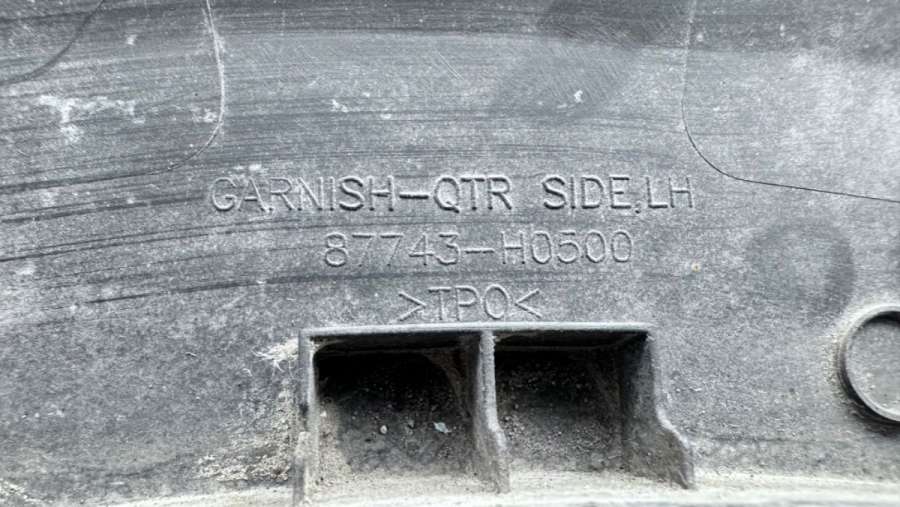 GARNISH-QTR SIDE,LH
87743-H0500
>TPO<